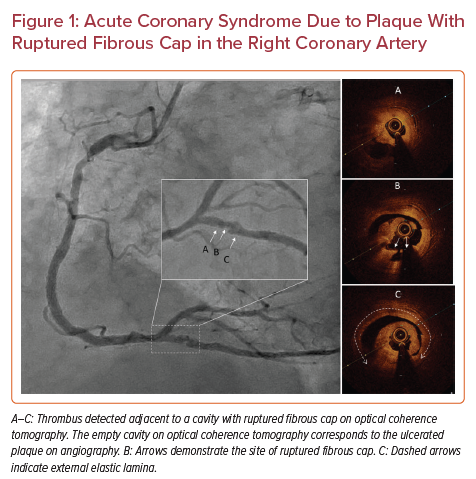 Figure 1: Acute Coronary Syndrome Due to Plaque With
Ruptured Fibrous Cap in the Right Coronary Artery
A
B
C
A
B
C
A–C: Thrombus detected adjacent to a cavity with ruptured fibrous cap on optical coherence
tomography. The empty cavity on optical coherence tomography corresponds to the ulcerated
plaque on angiography. B: Arrows demonstrate the site of ruptured fibrous cap. C: Dashed arrows
indicate external elastic lamina.